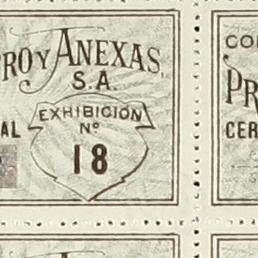 RO Y ANEXAS,
S.A.
EXHIBICION
Nº
AL
18
CO
PR
CER